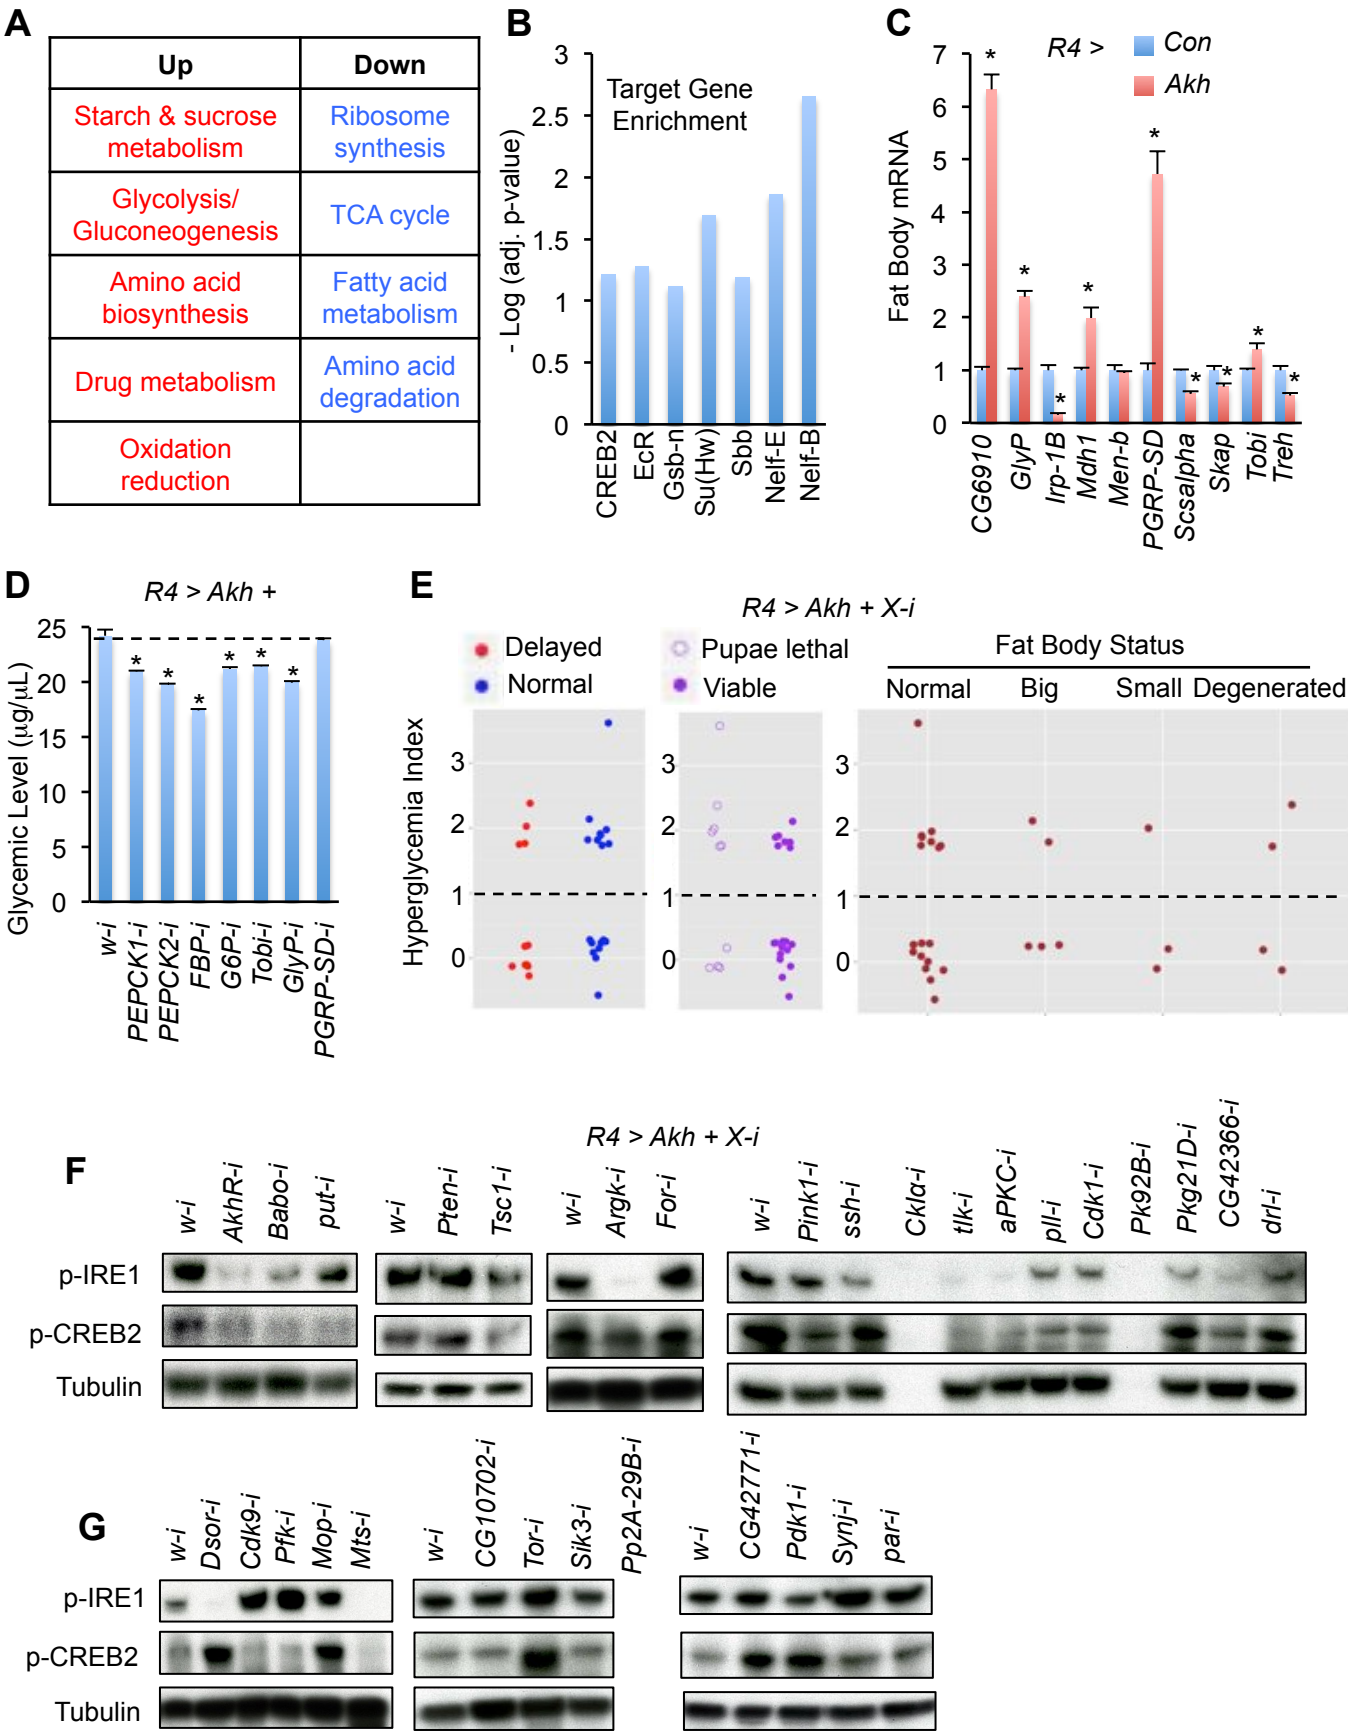 A
Up
Down
Starch & sucrose
metabolism
Ribosome
synthesis
Glycolysis/
Gluconeogenesis
TCA cycle
Amino acid
biosynthesis
Fatty acid
metabolism
Drug metabolism
Amino acid
degradation
Oxidation
reduction
B
Target Gene
Enrichment
- Log (adj. p-value)
3
2.5
2
1.5
1
0.5
0
CREB2
EcR
Gsb-n
Su(Hw)
Sbb
Nelf-E
Nelf-B
C
R4 >
Con
Akh
Fat Body mRNA
7
6
5
4
3
2
1
0
* * * * * * * * *
CG6910
GlyP
Irp-1B
Mdh1
Men-b
PGRP-SD
Scsalpha
Skap
Tobi
Treh
D
R4 > Akh +
Glycemic Level (µg/µL)
25
20
15
10
5
0
* * * * * *
w-i
PEPCK1-i
PEPCK2-i
FBP-i
G6P-i
Tobi-i
GlyP-i
PGRP-SD-i
E
R4 > Akh + X-i
Delayed
Normal
Pupae lethal
Viable
Fat Body Status
Normal Big Small Degenerated
Hyperglycemia Index
3
2
1
0
3
2
1
0
3
2
1
0
F
R4 > Akh + X-i
w-i
AkhR-i
Babo-i
put-i
w-i
Pten-i
Tsc1-i
w-i
Argk-i
For-i
w-i
Pink1-i
ssh-i
CkIα-i
tlk-i
aPKC-i
pll-i
Cdk1-i
Pk92B-i
Pkg21D-i
CG42366-i
drl-i
p-IRE1
p-CREB2
Tubulin
G
w-i
Dsor-i
Cdk9-i
Pfk-i
Mop-i
Mts-i
w-i
CG10702-i
Tor-i
Sik3-i
Pp2A-29B-i
w-i
CG42771-i
Pdk1-i
Synj-i
par-i
p-IRE1
p-CREB2
Tubulin